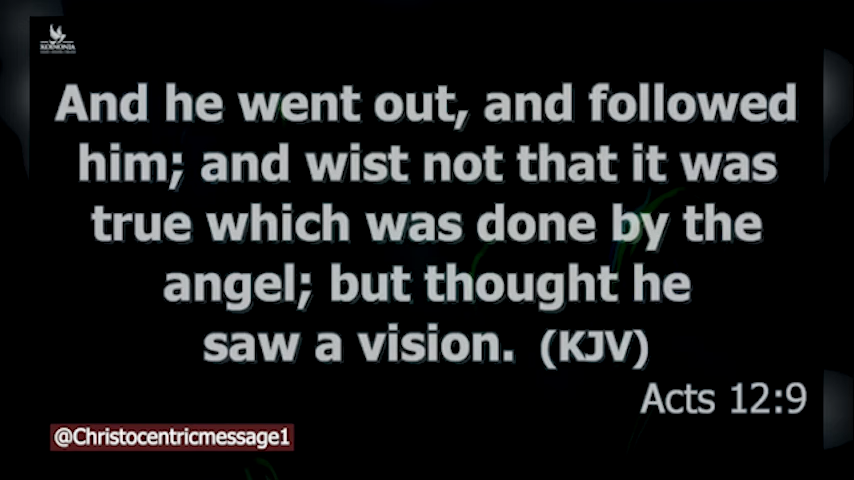 KOINONIA
And he went out, and followed
him; and wist not that it was
true which was done by the
angel; but thought he
saw a vision. (KJV)
Acts 12:9
@Christocentricmessage1